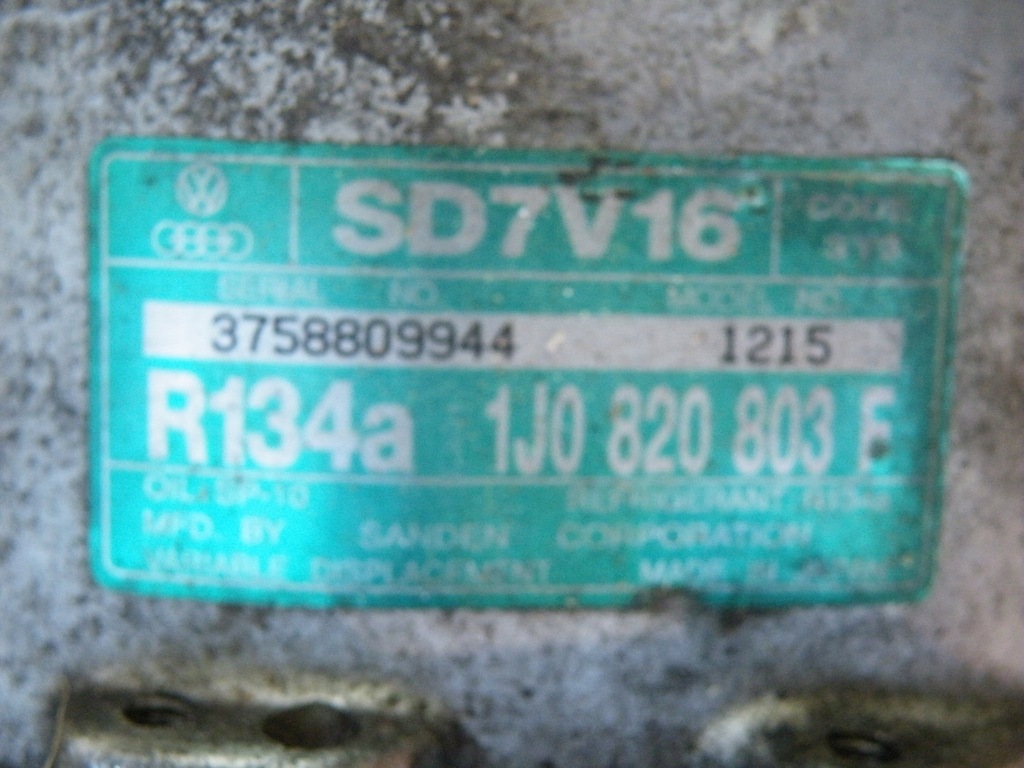 SD7V16 CODE
SERIAL NO. MODEL NO.
3758809944 1215
R134a 1J0 820 803 F
OIL: SP-10 REFRIGERANT R134a
MFD. BY SANDEN CORPORATION
VARIABLE DISPLACEMENT MADE IN